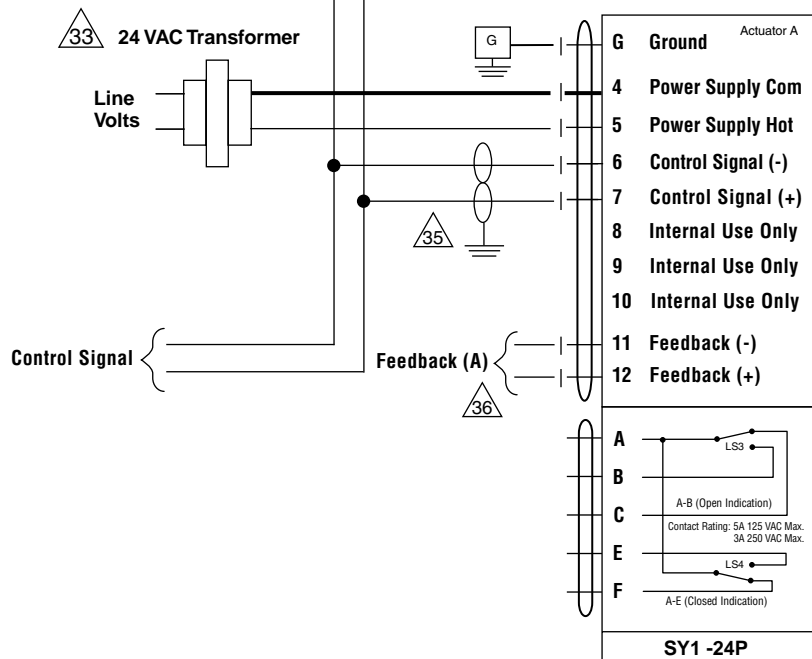 33 24 VAC Transformer
Line
Volts
G
Actuator A
G Ground
4 Power Supply Com
5 Power Supply Hot
6 Control Signal (-)
7 Control Signal (+)
35
8 Internal Use Only
9 Internal Use Only
10 Internal Use Only
Control Signal
Feedback (A)
36
11 Feedback (-)
12 Feedback (+)
A
LS3
B
A-B (Open Indication)
C
Contact Rating: 5A 125 VAC Max.
3A 250 VAC Max.
E
LS4
F
A-E (Closed Indication)
SY1 -24P